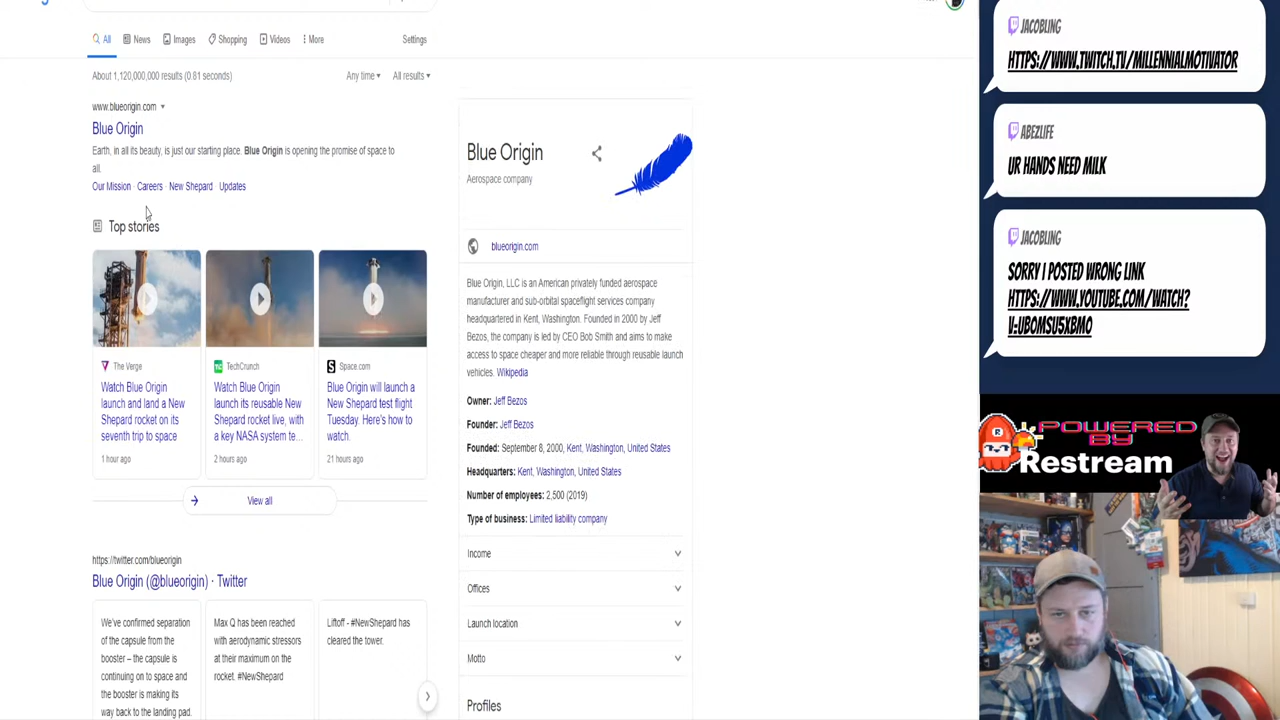 All
News
Images
Shopping
Videos
More
Settings
About 1,120,000,000 results (0.81 seconds)
Any time
All results
www.blueorigin.com
Blue Origin
Earth, in all its beauty, is just our starting place. Blue Origin is opening the promise of space to
all.
Our Mission · Careers · New Shepard · Updates
Top stories
The Verge
Watch Blue Origin
launch and land a New
Shepard rocket on its
seventh trip to space
1 hour ago
TechCrunch
Watch Blue Origin
launch its reusable New
Shepard rocket live, with
a key NASA system te...
2 hours ago
Space.com
Blue Origin will launch a
New Shepard test flight
Tuesday. Here's how to
watch.
21 hours ago
View all
https://twitter.com/blueorigin
Blue Origin (@blueorigin) · Twitter
We've confirmed separation
of the capsule from the
booster – the capsule is
continuing on to space and
the booster is making its
way back to the landing pad.
Max Q has been reached
with aerodynamic stressors
at their maximum on the
rocket. #NewShepard
Liftoff - #NewShepard has
cleared the tower.
Blue Origin
Aerospace company
blueorigin.com
Blue Origin, LLC is an American privately funded aerospace
manufacturer and sub-orbital spaceflight services company
headquartered in Kent, Washington. Founded in 2000 by Jeff
Bezos, the company is led by CEO Bob Smith and aims to make
access to space cheaper and more reliable through reusable launch
vehicles. Wikipedia
Owner: Jeff Bezos
Founder: Jeff Bezos
Founded: September 8, 2000, Kent, Washington, United States
Headquarters: Kent, Washington, United States
Number of employees: 2,500 (2019)
Type of business: Limited liability company
Income
Offices
Launch location
Motto
Profiles
JACOBLING
HTTPS://WWW.TWITCH.TV/MILLENNIALMOTIVATOR
ABEZLIFE
UR HANDS NEED MILK
JACOBLING
SORRY I POSTED WRONG LINK
HTTPS://WWW.YOUTUBE.COM/WATCH?
V=UBOMSU5XBM0
POWERED
BY
Restream